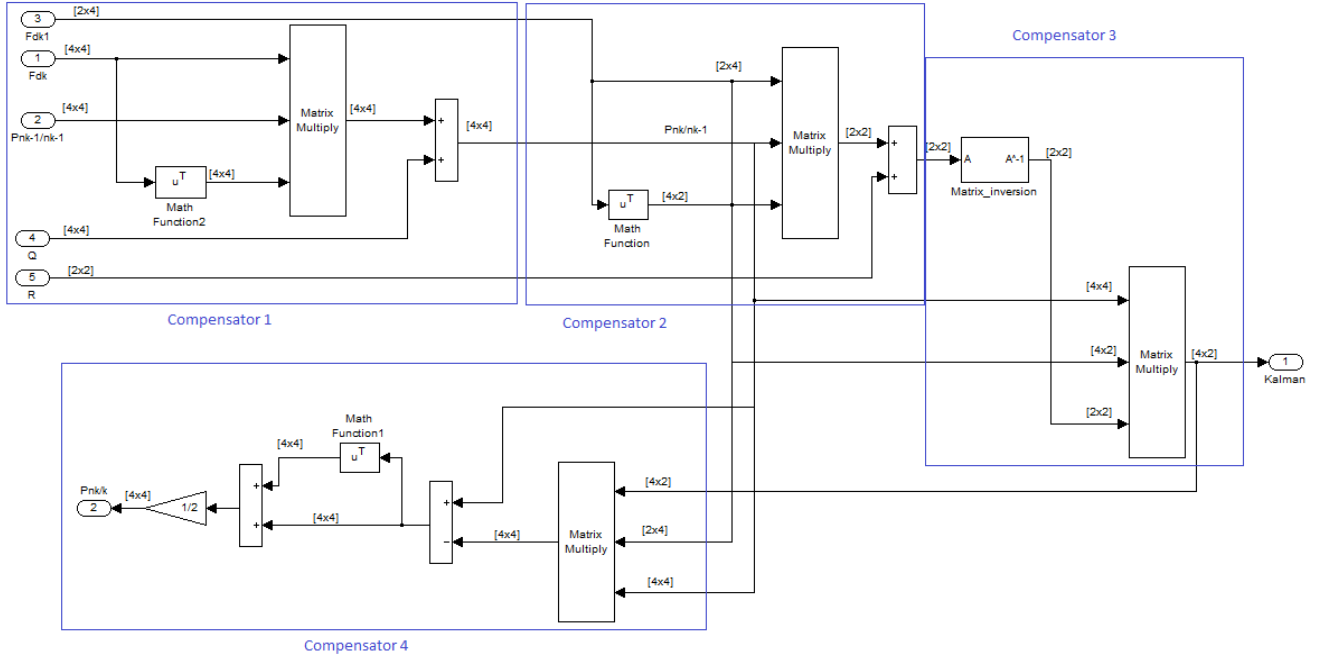 3
Fdk1
[2x4]
1
Fdk
[4x4]
2
Pnk-1/nk-1
[4x4]
uT
Math
Function2
[4x4]
Matrix
Multiply
[4x4]
+
+
[4x4]
4
Q
[4x4]
5
R
[2x2]
Compensator 1
[2x4]
Pnk/nk-1
uT
Math
Function
[4x2]
Matrix
Multiply
[2x2]
+
+
[2x2]
Compensator 2
Compensator 3
A
A^-1
Matrix_inversion
[2x2]
[4x4]
[4x2]
[2x2]
Matrix
Multiply
[4x2]
1
Kalman
Math
Function1
uT
[4x4]
Pnk/k
2
[4x4]
1/2
+
+
[4x4]
+
−
[4x4]
Matrix
Multiply
[4x2]
[2x4]
[4x4]
Compensator 4